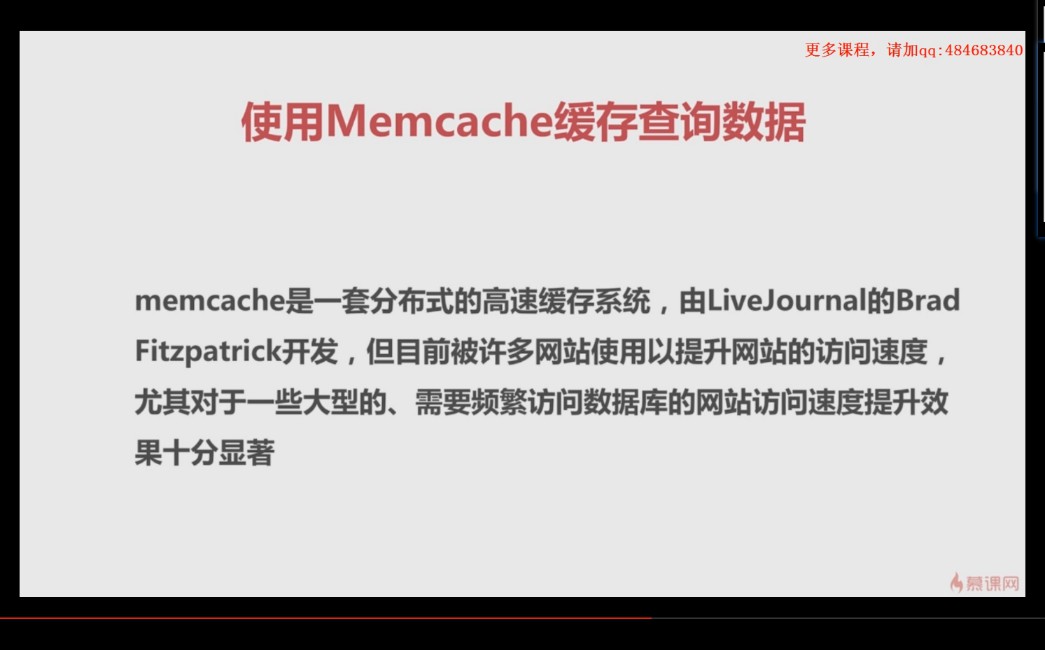 更多课程，请加qq:484683840
使用Memcache缓存查询数据
memcache是一套分布式的高速缓存系统，由LiveJournal的Brad
Fitzpatrick开发，但目前被许多网站使用以提升网站的访问速度，
尤其对于一些大型的、需要频繁访问数据库的网站访问速度提升效
果十分显著
慕课网